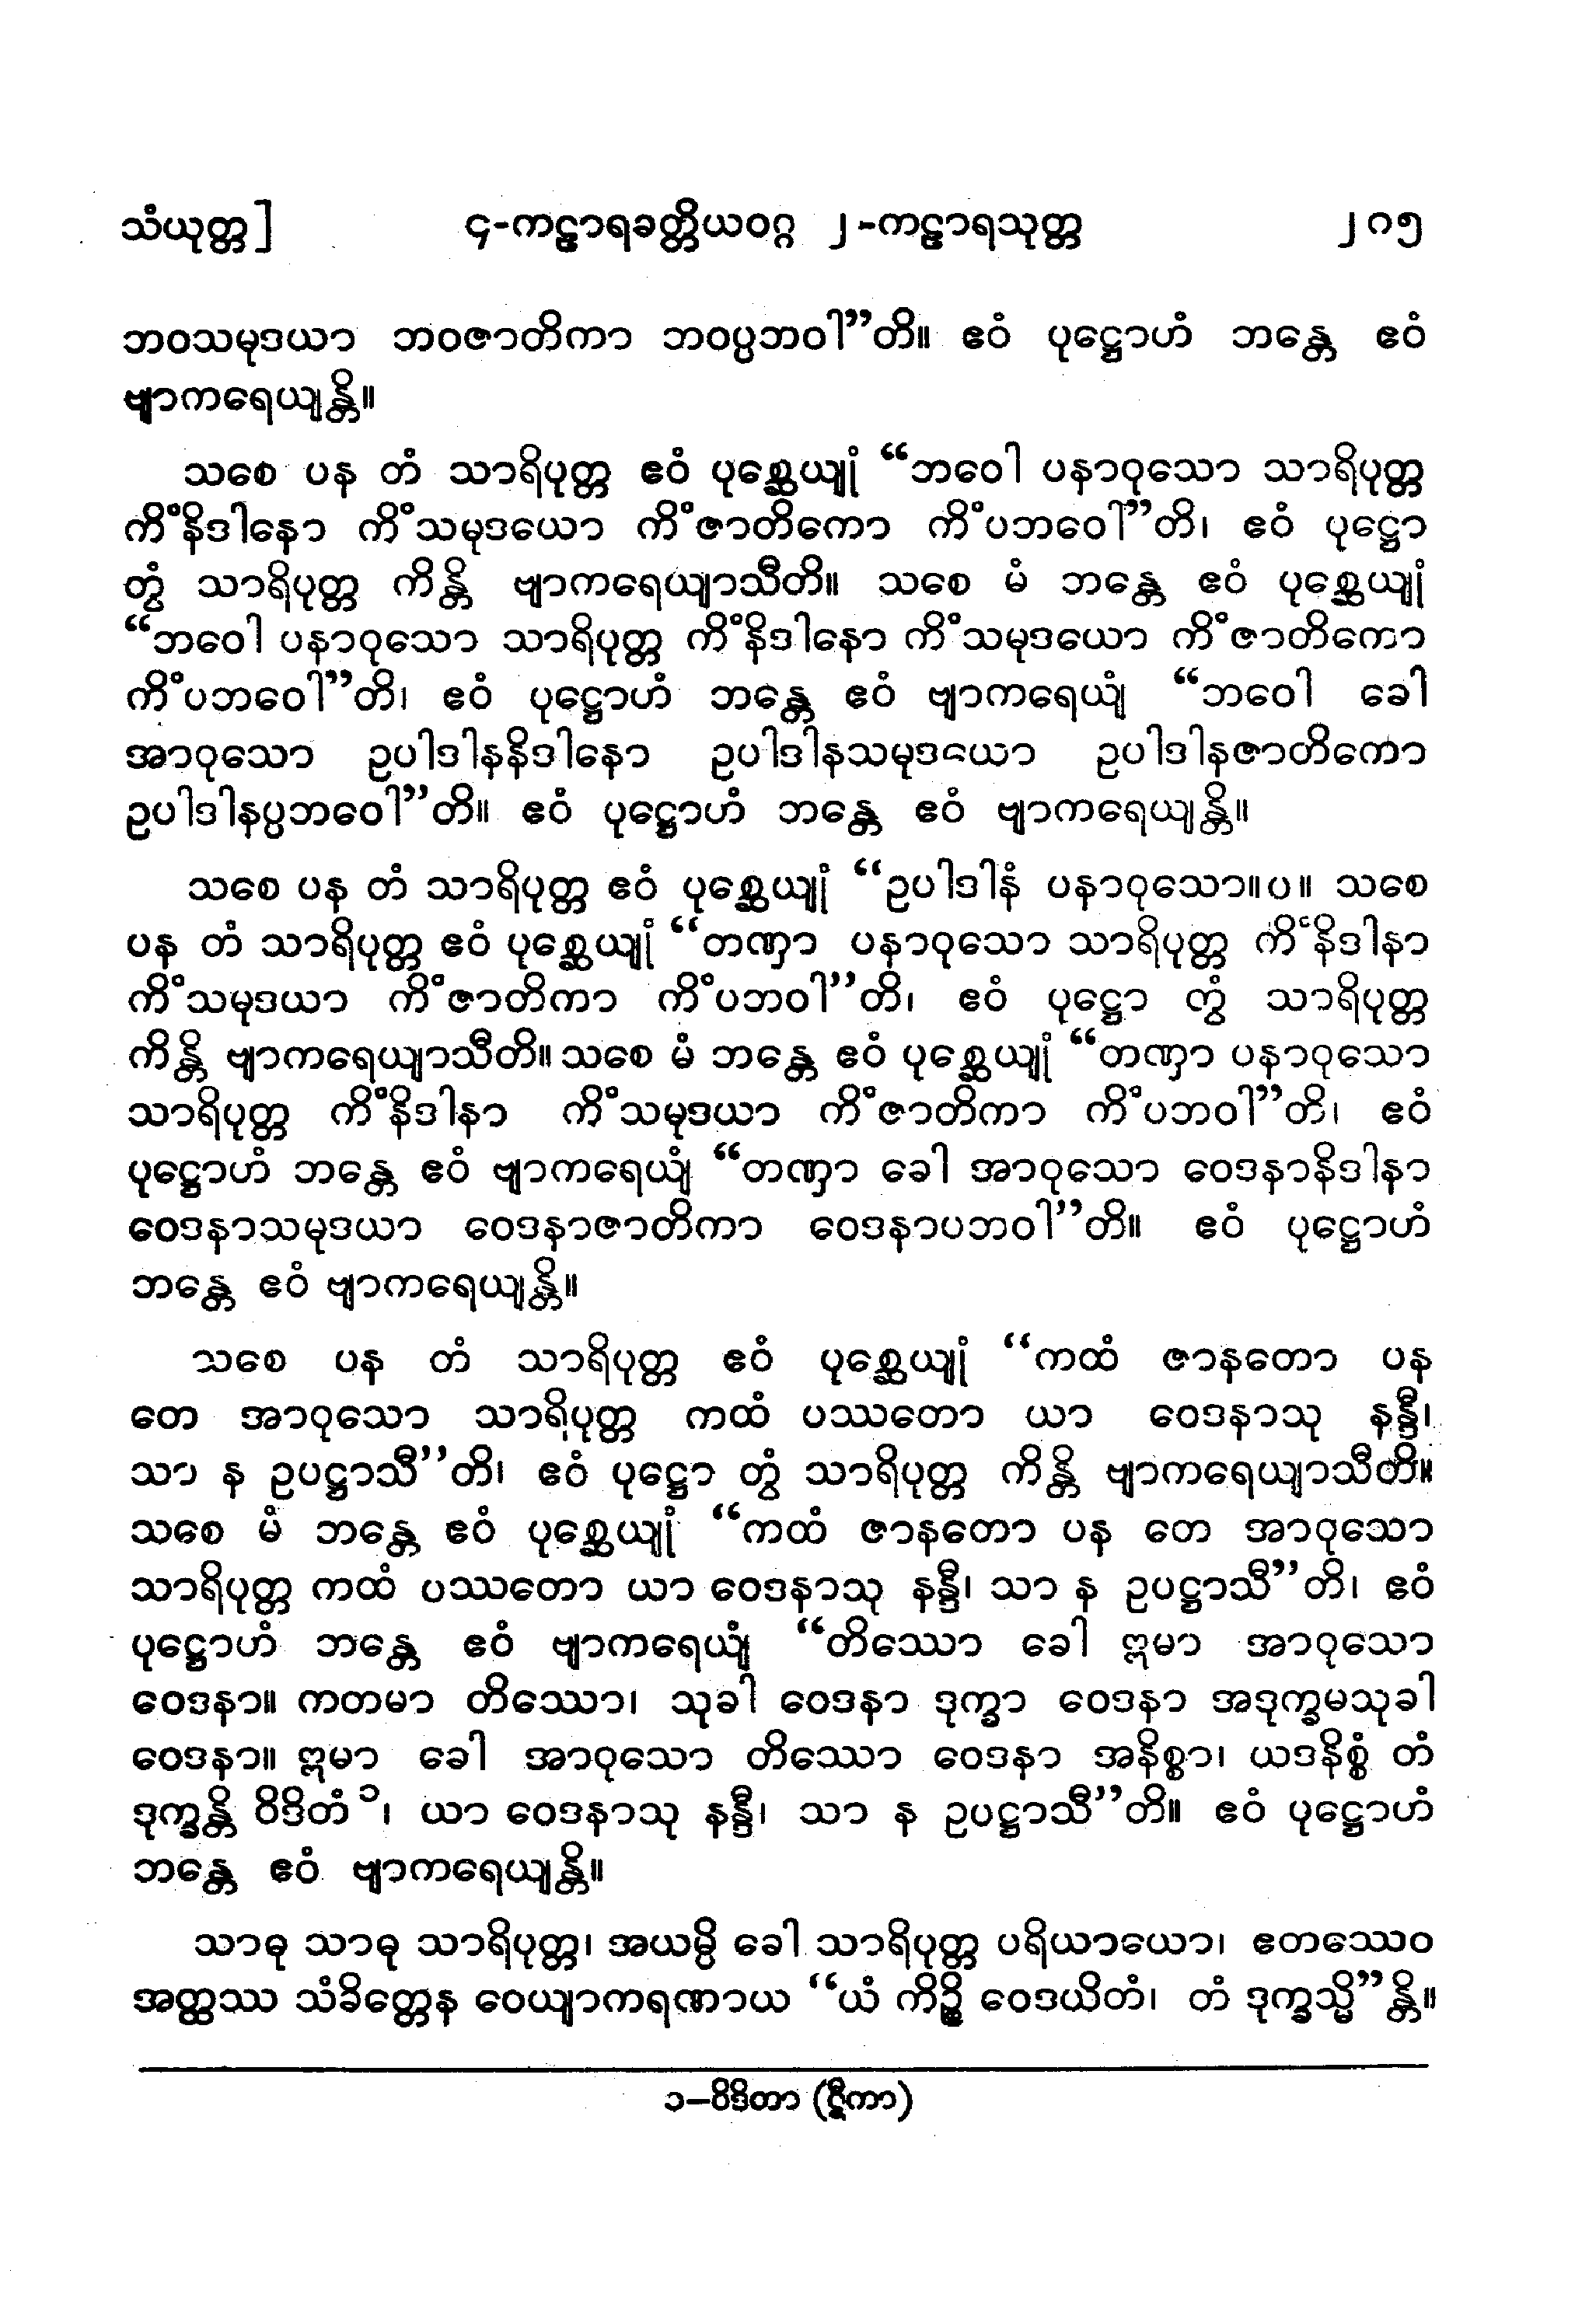 သံယုတ္တ]    ၄-ကဠာရခတ္တိယဝဂ္ဂ ၂-ကဠာရသုတ္တ    ၂၈၅
ဘဝသမုဒယာ ဘဝဇာတိကာ ဘဝပ္ပဘဝါ”တိ။ ဧဝံ ပုဋ္ဌောဟံ ဘန္တေ ဧဝံ
ဗျာကရေယျန္တိ။
သစေ ပန တံ သာရိပုတ္တ ဧဝံ ပုစ္ဆေယျုံ “ဘဝေါ ပနာဝုသော သာရိပုတ္တ
ကိံနိဒါနော ကိံသမုဒယော ကိံဇာတိကော ကိံပဘဝေါ”တိ၊ ဧဝံ ပုဋ္ဌော
တွံ သာရိပုတ္တ ကိန္တိ ဗျာကရေယျာသီတိ။ သစေ မံ ဘန္တေ ဧဝံ ပုစ္ဆေယျုံ
“ဘဝေါ ပနာဝုသော သာရိပုတ္တ ကိံနိဒါနော ကိံသမုဒယော ကိံဇာတိကော
ကိံပဘဝေါ”တိ၊ ဧဝံ ပုဋ္ဌောဟံ ဘန္တေ ဧဝံ ဗျာကရေယျံ “ဘဝေါ ခေါ
အာဝုသော ဥပါဒါနနိဒါနော ဥပါဒါနသမုဒယော ဥပါဒါနဇာတိကော
ဥပါဒါနပ္ပဘဝေါ”တိ။ ဧဝံ ပုဋ္ဌောဟံ ဘန္တေ ဧဝံ ဗျာကရေယျန္တိ။
သစေ ပန တံ သာရိပုတ္တ ဧဝံ ပုစ္ဆေယျုံ “ဥပါဒါနံ ပနာဝုသော။ပ။ သစေ
ပန တံ သာရိပုတ္တ ဧဝံ ပုစ္ဆေယျုံ “တဏှာ ပနာဝုသော သာရိပုတ္တ ကိံနိဒါနာ
ကိံသမုဒယာ ကိံဇာတိကာ ကိံပဘဝါ”တိ၊ ဧဝံ ပုဋ္ဌော တွံ သာရိပုတ္တ
ကိန္တိ ဗျာကရေယျာသီတိ။ သစေ မံ ဘန္တေ ဧဝံ ပုစ္ဆေယျုံ “တဏှာ ပနာဝုသော
သာရိပုတ္တ ကိံနိဒါနာ ကိံသမုဒယာ ကိံဇာတိကာ ကိံပဘဝါ”တိ၊ ဧဝံ
ပုဋ္ဌောဟံ ဘန္တေ ဧဝံ ဗျာကရေယျံ “တဏှာ ခေါ အာဝုသော ဝေဒနာနိဒါနာ
ဝေဒနာသမုဒယာ ဝေဒနာဇာတိကာ ဝေဒနာပဘဝါ”တိ။ ဧဝံ ပုဋ္ဌောဟံ
ဘန္တေ ဧဝံ ဗျာကရေယျန္တိ။
သစေ ပန တံ သာရိပုတ္တ ဧဝံ ပုစ္ဆေယျုံ “ကထံ ဇာနတော ပန
တေ အာဝုသော သာရိပုတ္တ ကထံ ပဿတော ယာ ဝေဒနာသု နန္ဒီ၊
သာ န ဥပဋ္ဌာသီ”တိ၊ ဧဝံ ပုဋ္ဌော တွံ သာရိပုတ္တ ကိန္တိ ဗျာကရေယျာသီတိ။
သစေ မံ ဘန္တေ ဧဝံ ပုစ္ဆေယျုံ “ကထံ ဇာနတော ပန တေ အာဝုသော
သာရိပုတ္တ ကထံ ပဿတော ယာ ဝေဒနာသု နန္ဒီ၊ သာ န ဥပဋ္ဌာသီ”တိ၊ ဧဝံ
ပုဋ္ဌောဟံ ဘန္တေ ဧဝံ ဗျာကရေယျံ “တိဿော ခေါ ဣမာ အာဝုသော
ဝေဒနာ။ ကတမာ တိဿော၊ သုခါ ဝေဒနာ ဒုက္ခာ ဝေဒနာ အဒုက္ခမသုခါ
ဝေဒနာ။ ဣမာ ခေါ အာဝုသော တိဿော ဝေဒနာ အနိစ္စာ၊ ယဒနိစ္စံ တံ
ဒုက္ခန္တိ ဝိဒိတံ၁၊ ယာ ဝေဒနာသု နန္ဒီ၊ သာ န ဥပဋ္ဌာသီ”တိ။ ဧဝံ ပုဋ္ဌောဟံ
ဘန္တေ ဧဝံ ဗျာကရေယျန္တိ။
သာဓု သာဓု သာရိပုတ္တ၊ အယမ္ပိ ခေါ သာရိပုတ္တ ပရိယာယော၊ ဧတဿေဝ
အတ္ထဿ သံခိတ္တေန ဝေယျာကရဏာယ “ယံ ကိဉ္စိ ဝေဒယိတံ၊ တံ ဒုက္ခသ္မိ”န္တိ။
၁–ဝိဒိတာ (ဋီကာ)